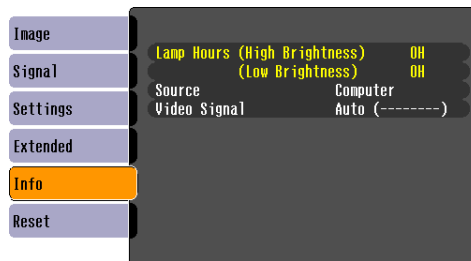 Image
Signal
Settings
Extended
Info
Reset
Lamp Hours (High Brightness) 0H
(Low Brightness) 0H
Source Computer
Video Signal Auto (--------)